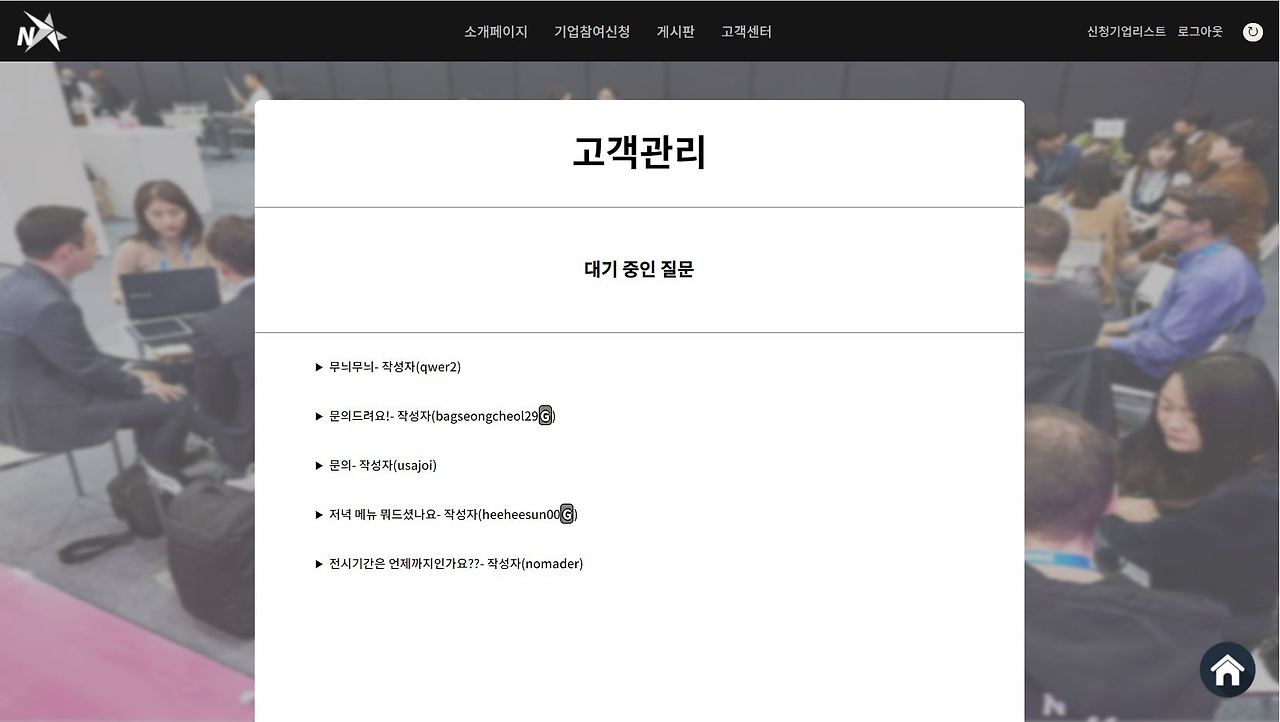 N
소개페이지 기업참여신청 게시판 고객센터 신청기업리스트 로그아웃
고객관리
대기 중인 질문
▶ 무늬무늬- 작성자(qwer2)
▶ 문의드려요!- 작성자(bagseongcheol29G)
▶ 문의- 작성자(usajoi)
▶ 저녁 메뉴 뭐드셨나요- 작성자(heeheesun00G)
▶ 전시기간은 언제까지인가요??- 작성자(nomader)